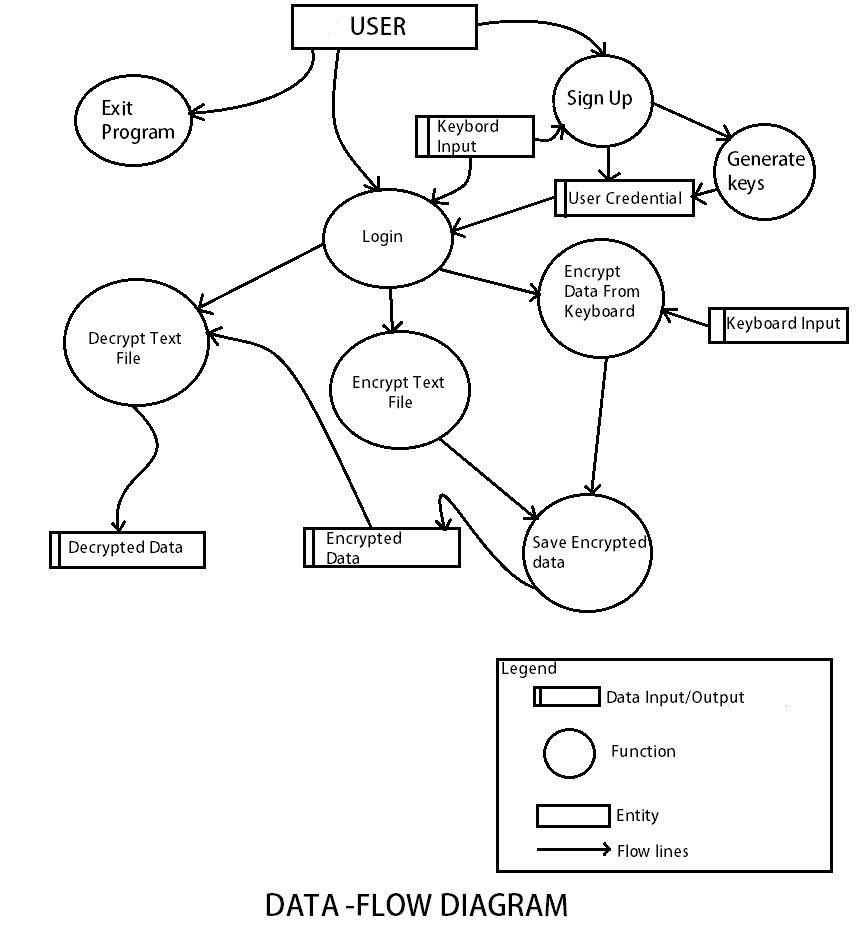 USER
Exit
Program
Sign Up
Keybord
Input
Generate
keys
User Credential
Login
Encrypt
Data From
Keyboard
Keyboard Input
Decrypt Text
File
Encrypt Text
File
Decrypted Data
Encrypted
Data
Save Encrypted
data
Legend
Data Input/Output
Function
Entity
Flow lines
DATA -FLOW DIAGRAM